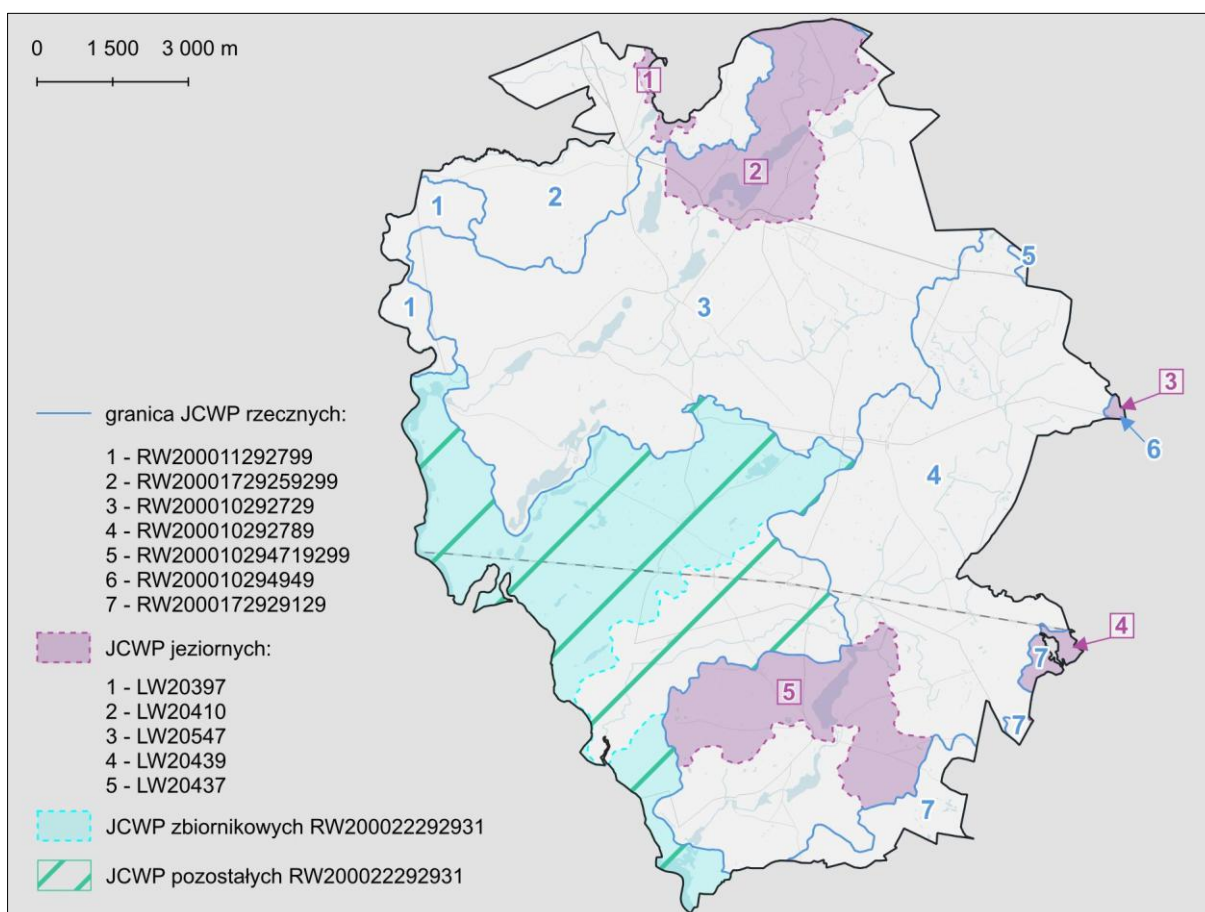 0 1 500 3 000 m
1
2
1
2
1
3
5
3
6
4
4
7
7
5
7
granica JCWP rzecznych:
1 - RW200011292799
2 - RW20001729259299
3 - RW200010292729
4 - RW200010292789
5 - RW200010294719299
6 - RW200010294949
7 - RW2000172929129
JCWP jeziornych:
1 - LW20397
2 - LW20410
3 - LW20547
4 - LW20439
5 - LW20437
JCWP zbiornikowych RW200022292931
JCWP pozostałych RW200022292931